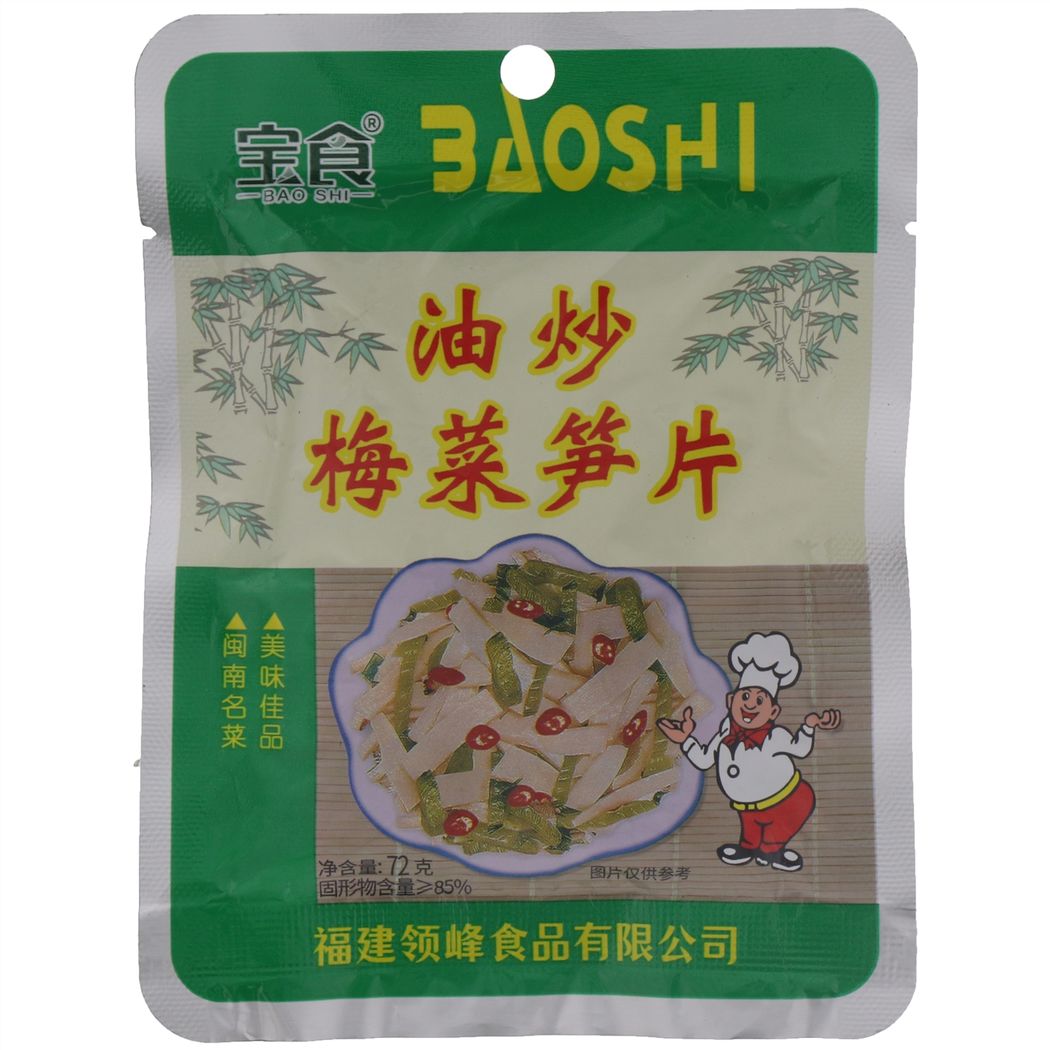 宝食®
BAO SHI
BAOSHI
油炒
梅菜笋片
▲美味佳品
▲闽南名菜
净含量:72克
固形物含量≥85%
图片仅供参考
福建领峰食品有限公司